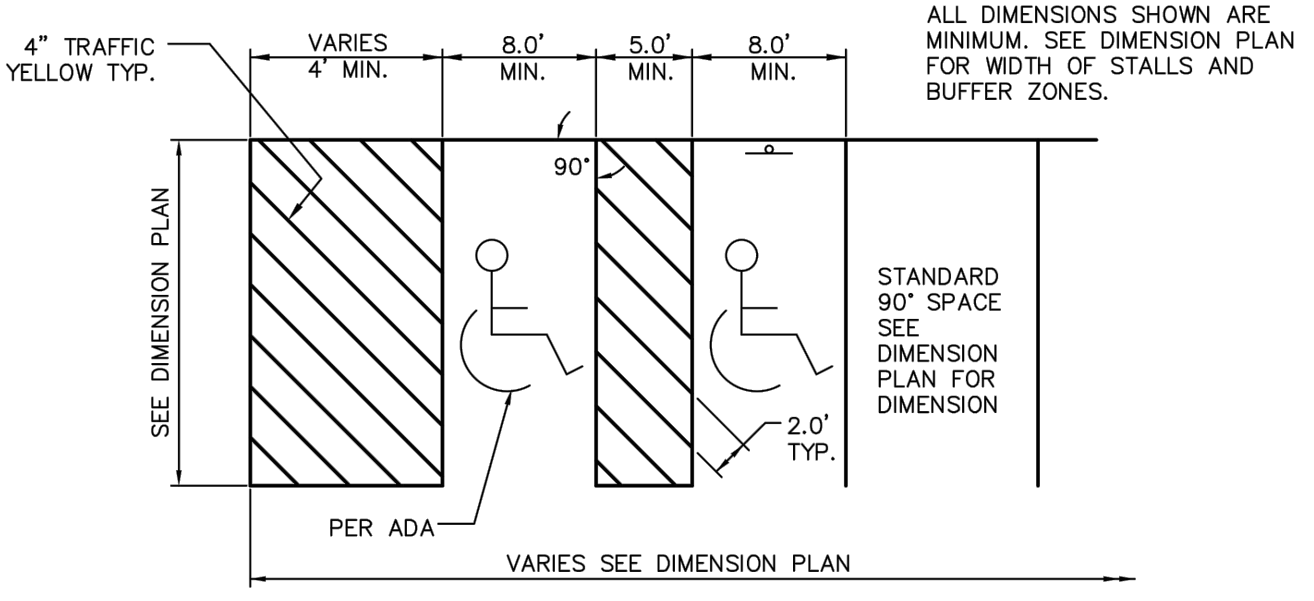 ALL DIMENSIONS SHOWN ARE
MINIMUM. SEE DIMENSION PLAN
FOR WIDTH OF STALLS AND
BUFFER ZONES.
4" TRAFFIC
YELLOW TYP.
VARIES
4' MIN.
8.0'
MIN.
5.0'
MIN.
8.0'
MIN.
90°
SEE DIMENSION PLAN
STANDARD
90° SPACE
SEE
DIMENSION
PLAN FOR
DIMENSION
2.0'
TYP.
PER ADA
VARIES SEE DIMENSION PLAN